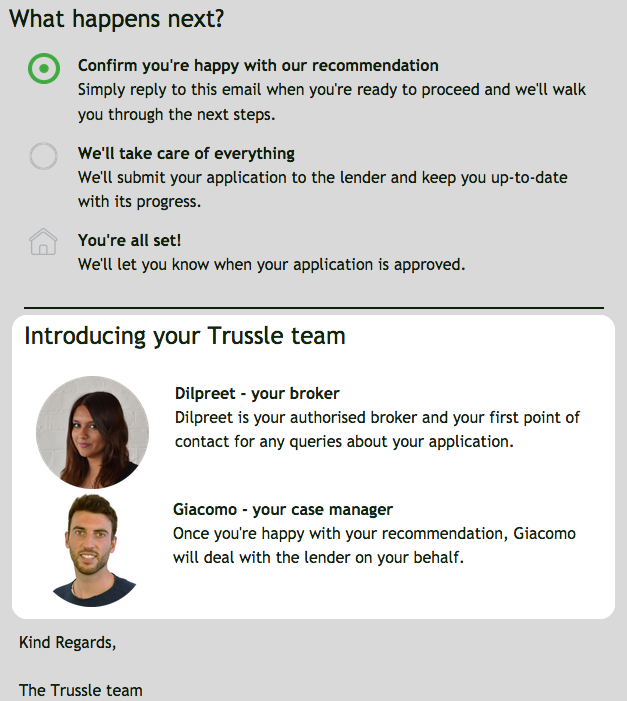 What happens next?
Confirm you're happy with our recommendation
Simply reply to this email when you're ready to proceed and we'll walk
you through the next steps.
We'll take care of everything
We'll submit your application to the lender and keep you up-to-date
with its progress.
You're all set!
We'll let you know when your application is approved.
Introducing your Trussle team
Dilpreet - your broker
Dilpreet is your authorised broker and your first point of
contact for any queries about your application.
Giacomo - your case manager
Once you're happy with your recommendation, Giacomo
will deal with the lender on your behalf.
Kind Regards,
The Trussle team